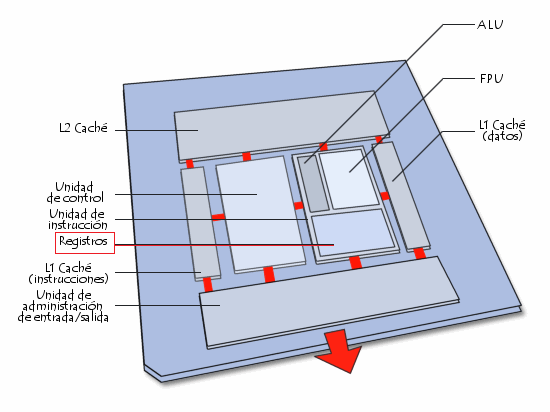 ALU
FPU
L2 Caché
L1 Caché
(datos)
Unidad
de control
Unidad de
instrucción
Registros
L1 Caché
(instrucciones)
Unidad de
administración
de entrada/salida